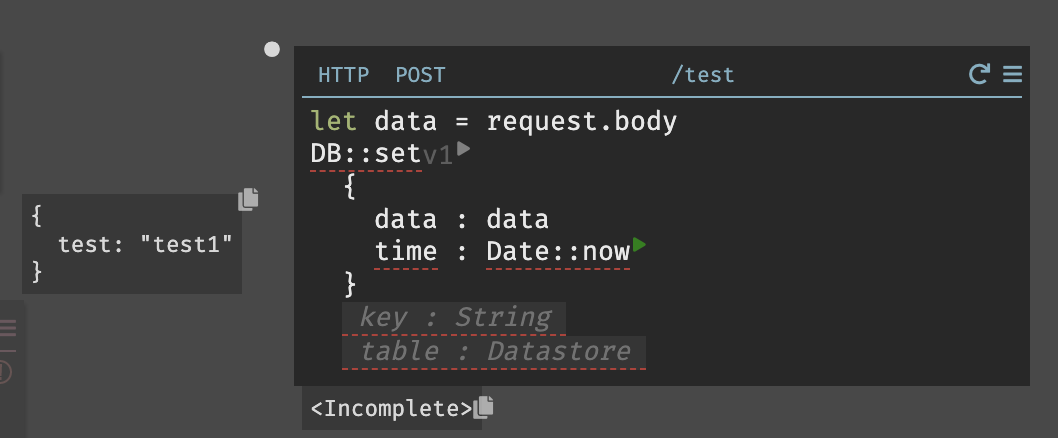 HTTP POST /test
let data = request.body
DB::setv1
{
data : data
time : Date::now
}
key : String
table : Datastore
<Incomplete>
{
test: "test1"
}